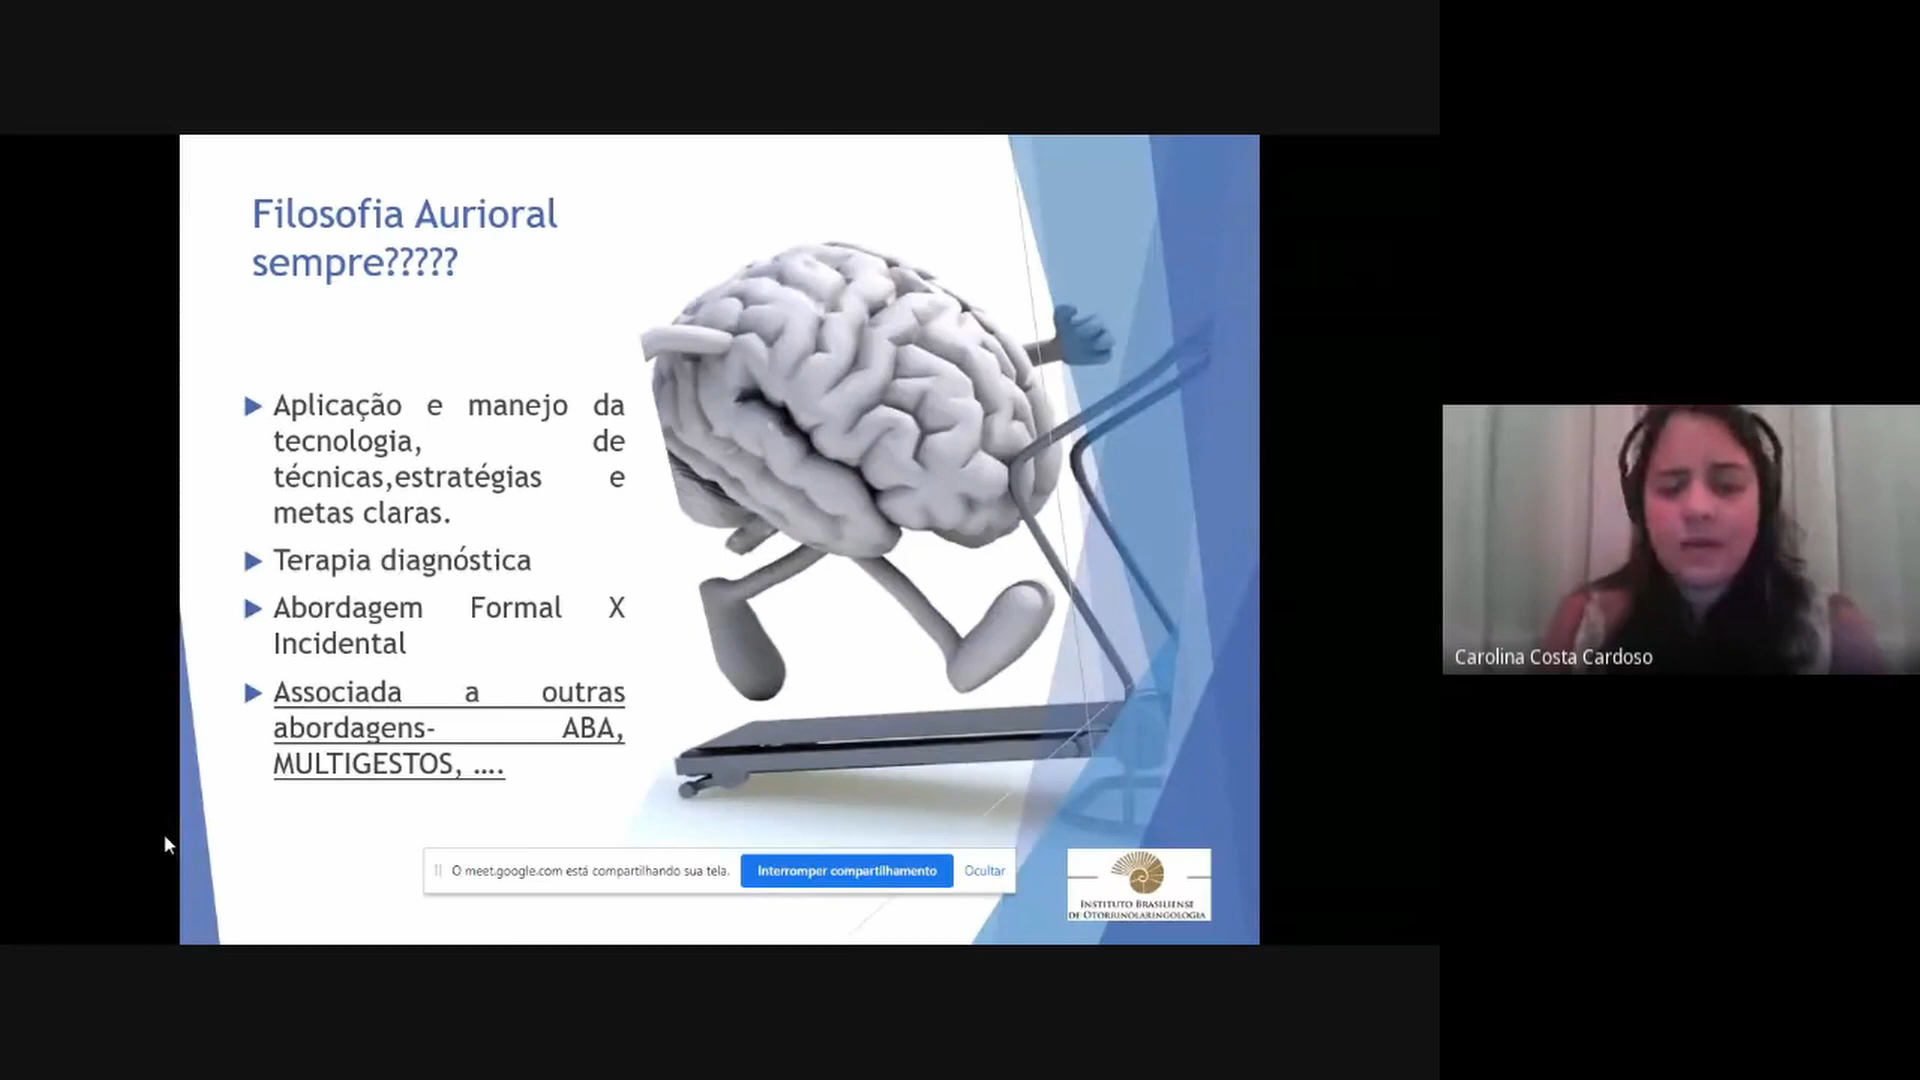 Filosofia Aurioral
sempre?????
Aplicação e manejo da
tecnologia, de
técnicas,estratégias e
metas claras.
Terapia diagnóstica
Abordagem Formal X
Incidental
Associada a outras
abordagens- ABA,
MULTIGESTOS, ....
O meet.google.com está compartilhando sua tela.
Interromper compartilhamento
Ocultar
INSTITUTO BRASILIENSE
DE OTORRINOLARINGOLOGIA
Carolina Costa Cardoso